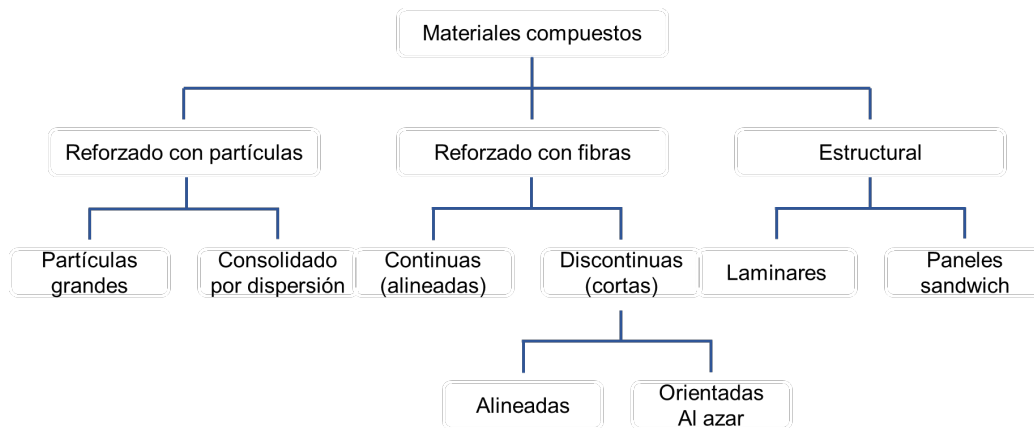 Materiales compuestos
Reforzado con partículas
Reforzado con fibras
Estructural
Partículas
grandes
Consolidado
por dispersión
Continuas
(alineadas)
Discontinuas
(cortas)
Laminares
Paneles
sandwich
Alineadas
Orientadas
Al azar